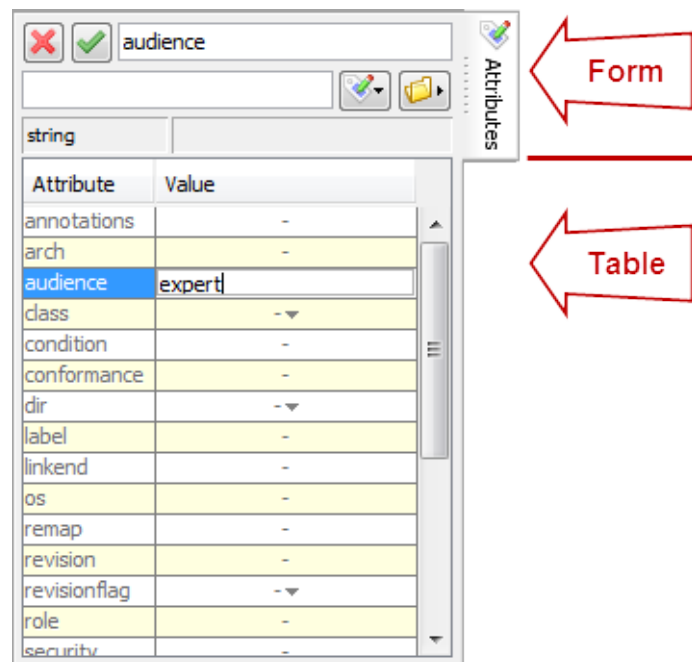 audience
Attributes
Form
string
Attribute Value
annotations -
arch -
audience expert
class -
condition -
conformance -
dir -
label -
linkend -
os -
remap -
revision -
revisionflag -
role -
security -
Table